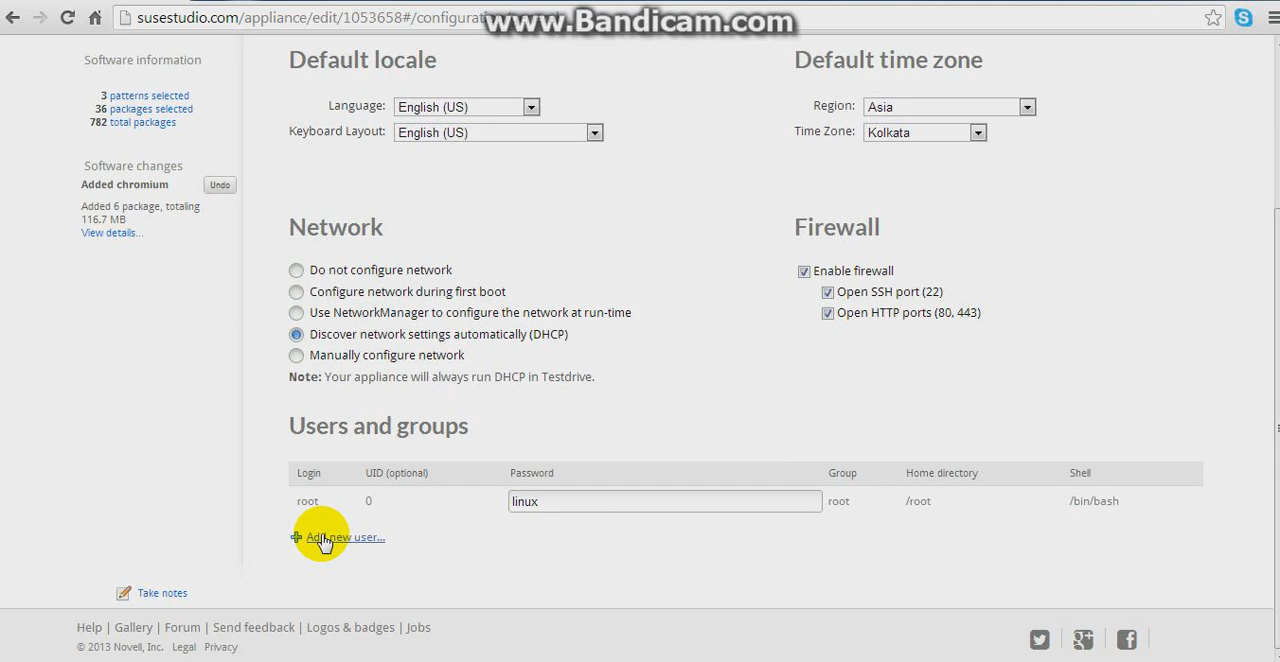 susestudio.com/appliance/edit/1053658#/configurati
www.Bandicam.com
Software information
3 patterns selected
36 packages selected
782 total packages
Software changes
Added chromium
Undo
Added 6 package, totaling
116.7 MB
View details...
Take notes
Default locale
Language: English (US)
Keyboard Layout: English (US)
Default time zone
Region: Asia
Time Zone: Kolkata
Network
Do not configure network
Configure network during first boot
Use NetworkManager to configure the network at run-time
Discover network settings automatically (DHCP)
Manually configure network
Note: Your appliance will always run DHCP in Testdrive.
Firewall
Enable firewall
Open SSH port (22)
Open HTTP ports (80, 443)
Users and groups
Login UID (optional) Password Group Home directory Shell
root 0 linux root /root /bin/bash
Add new user...
Help | Gallery | Forum | Send feedback | Logos & badges | Jobs
© 2013 Novell, Inc. Legal Privacy